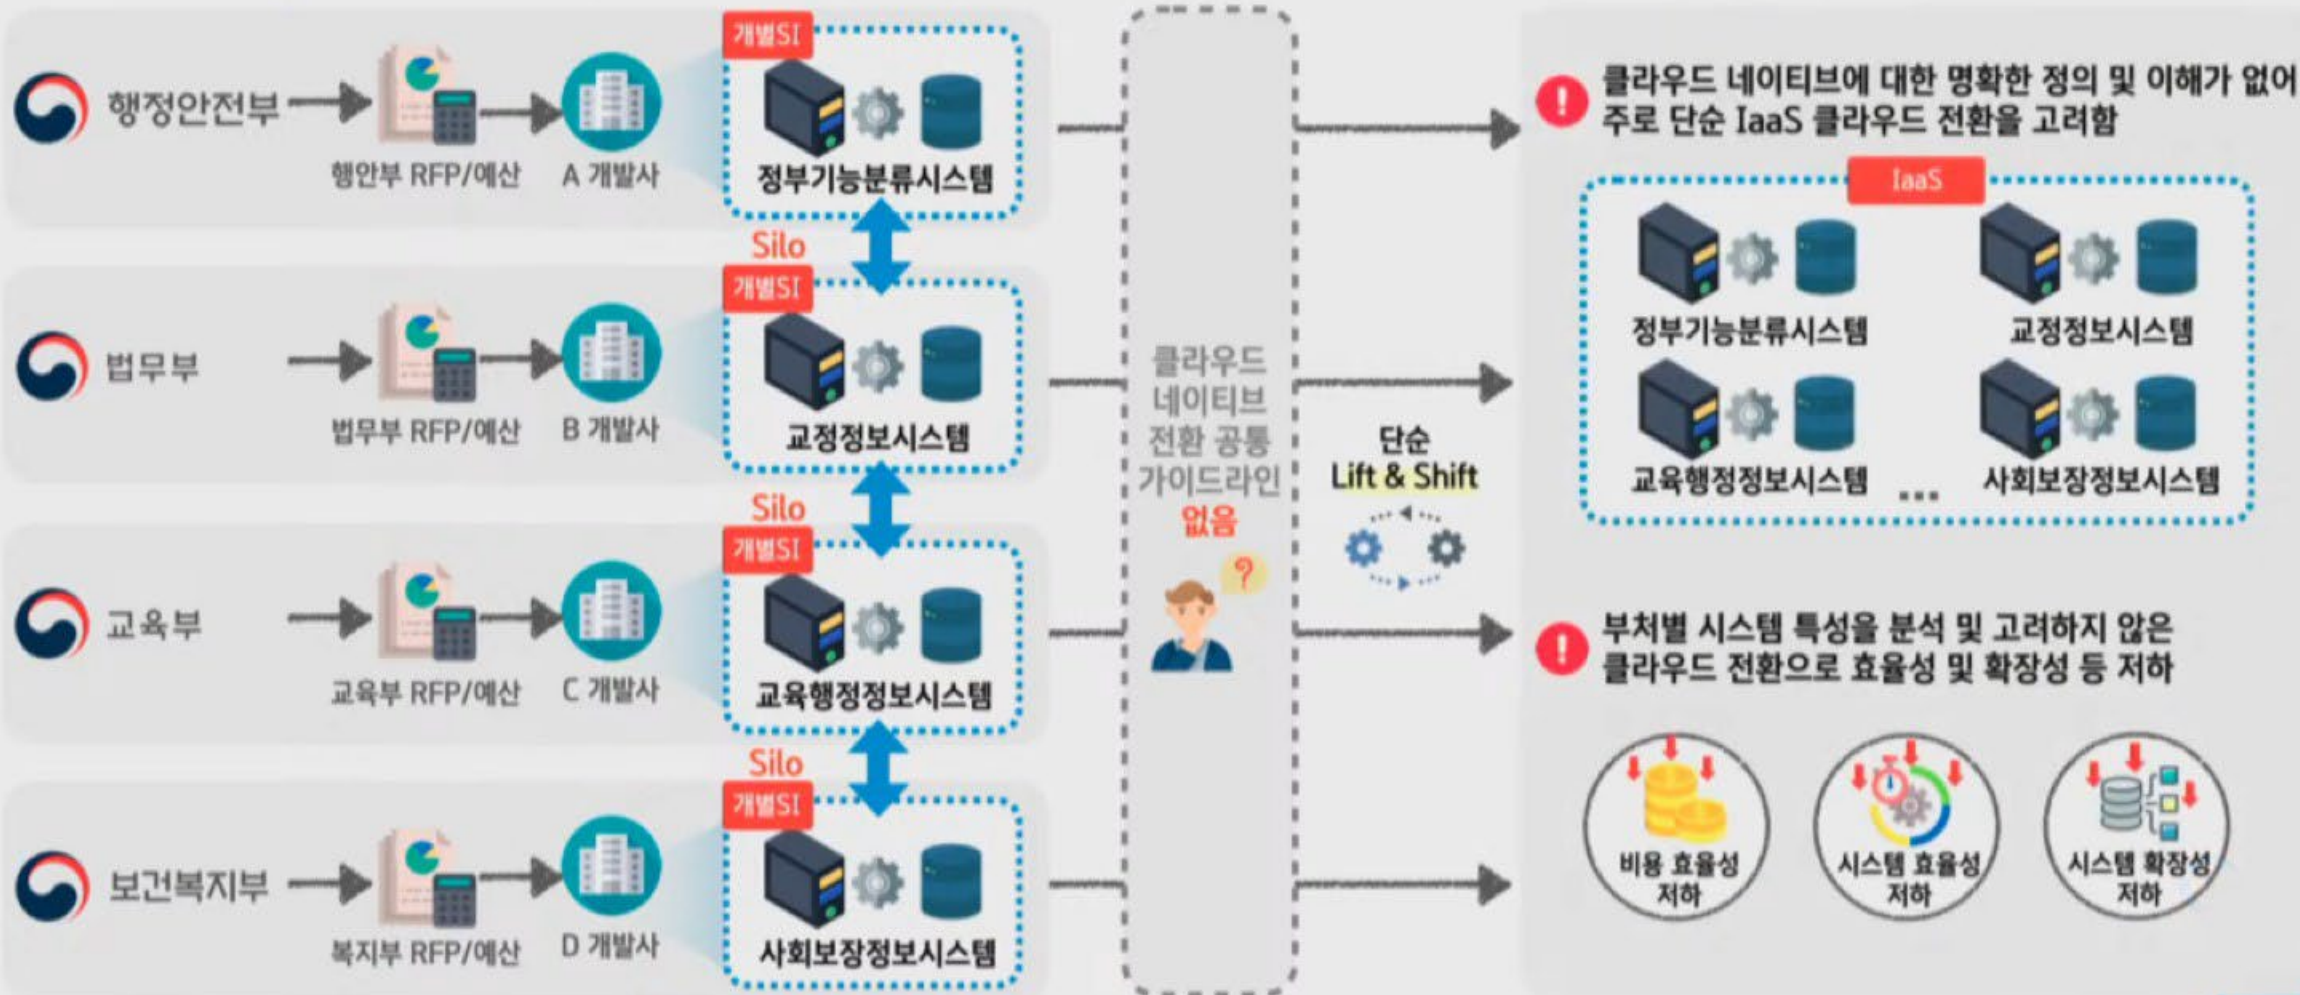 행정안전부
행안부 RFP/예산
A 개발사
개별SI
정부기능분류시스템
Silo
법무부
법무부 RFP/예산
B 개발사
개별SI
교정정보시스템
Silo
교육부
교육부 RFP/예산
C 개발사
개별SI
교육행정정보시스템
Silo
보건복지부
복지부 RFP/예산
D 개발사
개별SI
사회보장정보시스템
클라우드
네이티브
전환 공통
가이드라인
없음
?
단순
Lift & Shift
! 클라우드 네이티브에 대한 명확한 정의 및 이해가 없어
주로 단순 IaaS 클라우드 전환을 고려함
IaaS
정부기능분류시스템
교정정보시스템
교육행정정보시스템
...
사회보장정보시스템
! 부처별 시스템 특성을 분석 및 고려하지 않은
클라우드 전환으로 효율성 및 확장성 등 저하
비용 효율성
저하
시스템 효율성
저하
시스템 확장성
저하